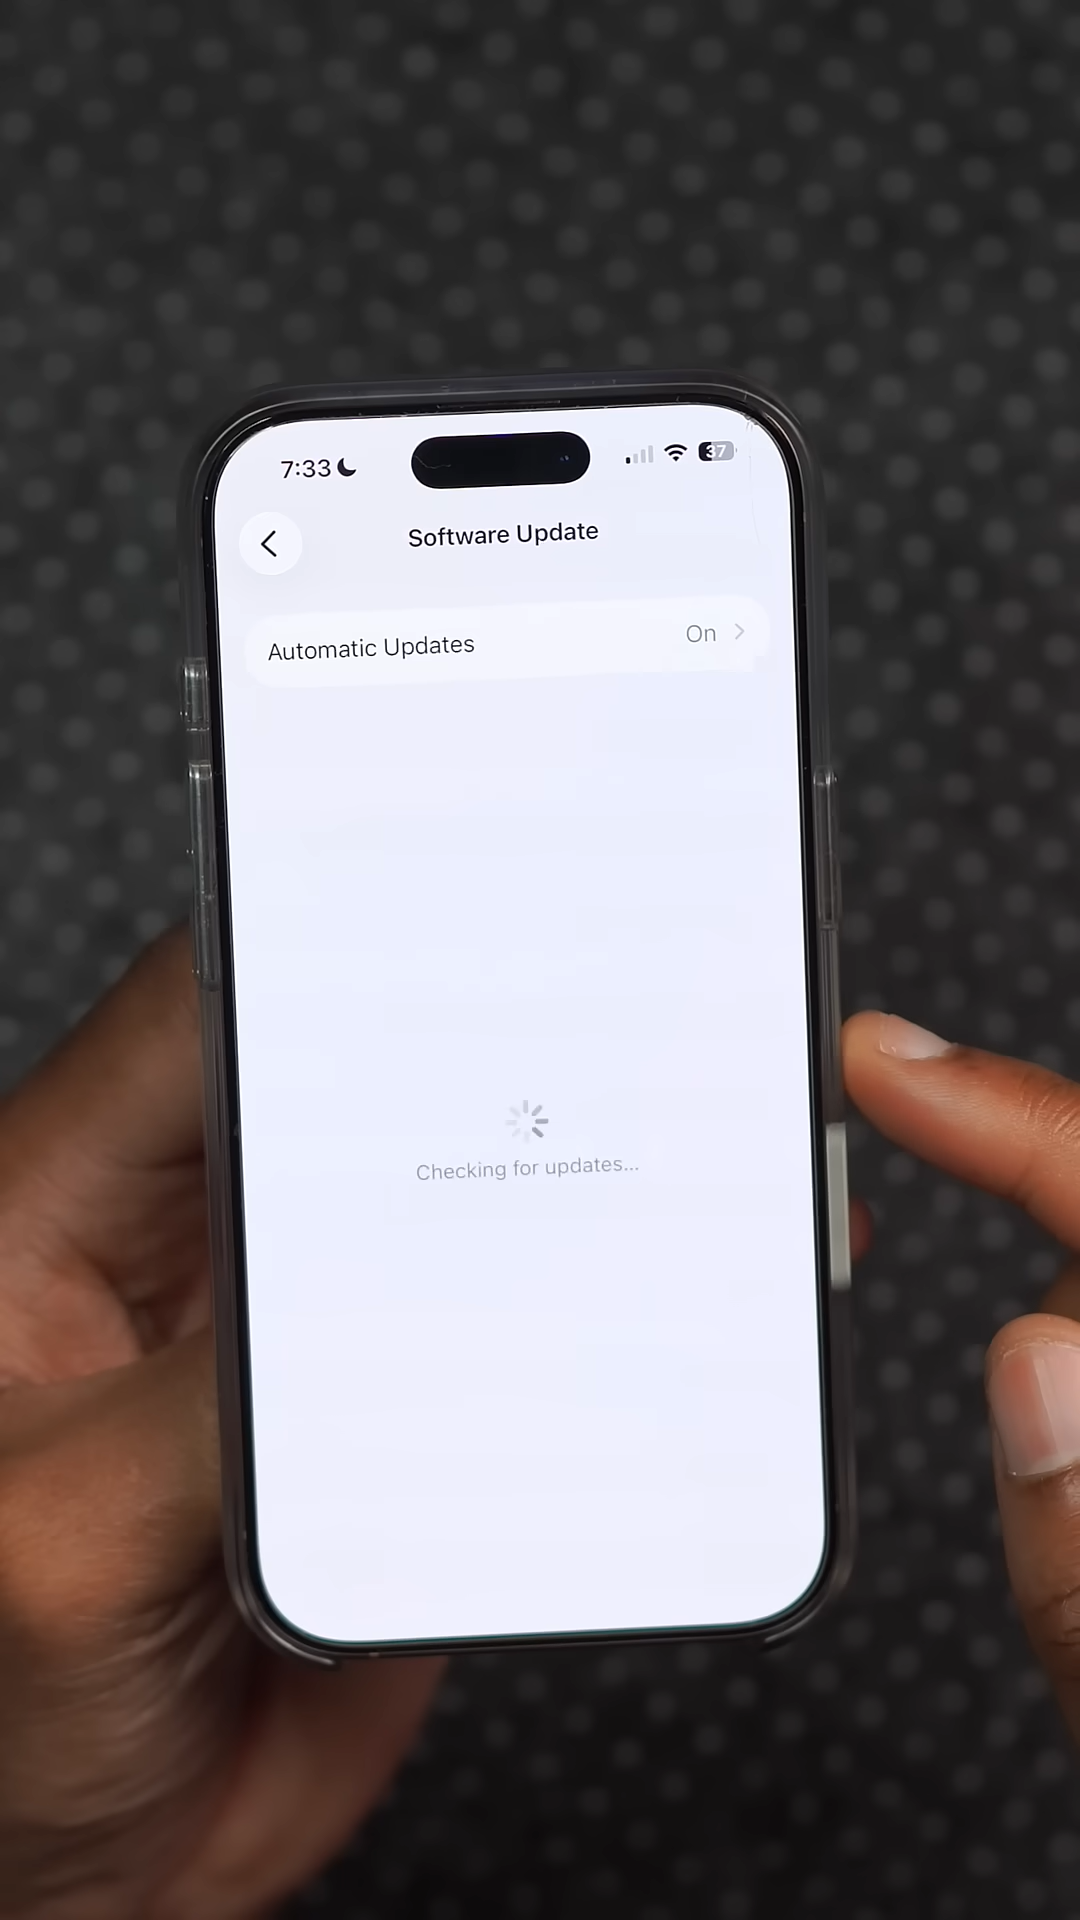 7:33
37
Software Update
Automatic Updates On
Checking for updates...